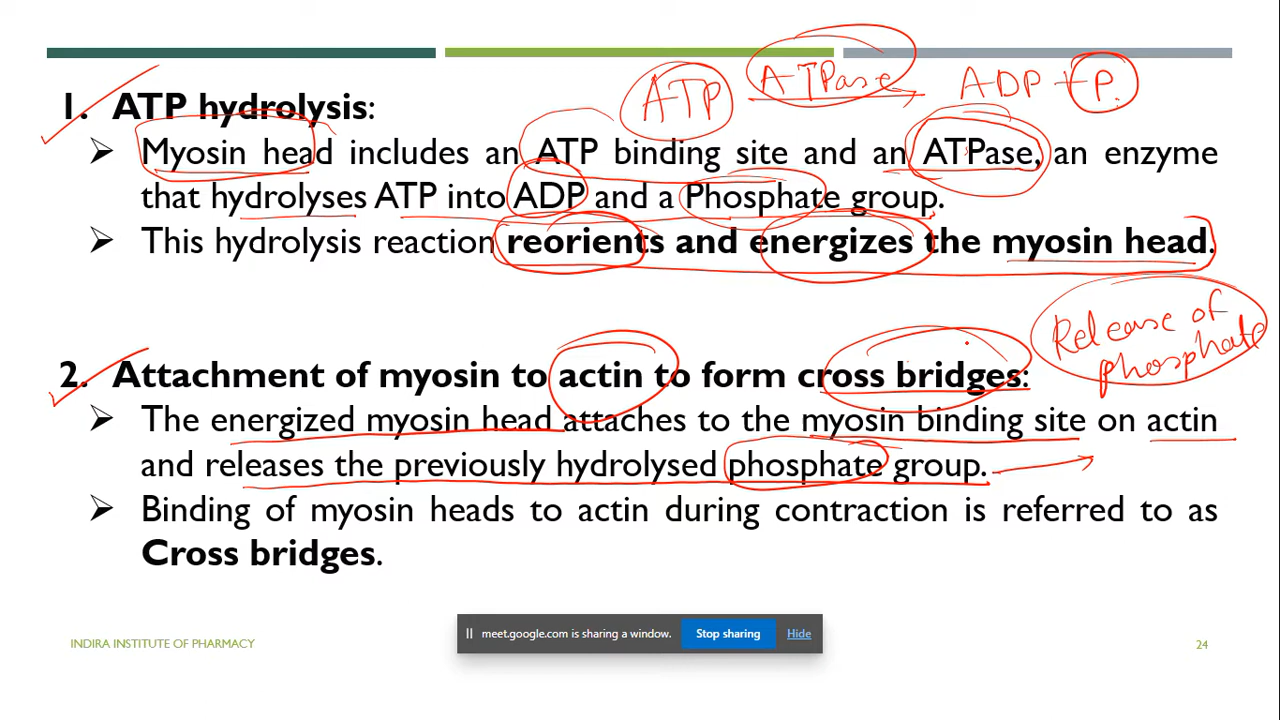 ATP ATPase ADP + P.
1. ATP hydrolysis:
Myosin head includes an ATP binding site and an ATPase, an enzyme
that hydrolyses ATP into ADP and a Phosphate group.
This hydrolysis reaction reorients and energizes the myosin head.
Release of
phosphate
2. Attachment of myosin to actin to form cross bridges:
The energized myosin head attaches to the myosin binding site on actin
and releases the previously hydrolysed phosphate group.
Binding of myosin heads to actin during contraction is referred to as
Cross bridges.
meet.google.com is sharing a window. Stop sharing Hide
INDIRA INSTITUTE OF PHARMACY 24